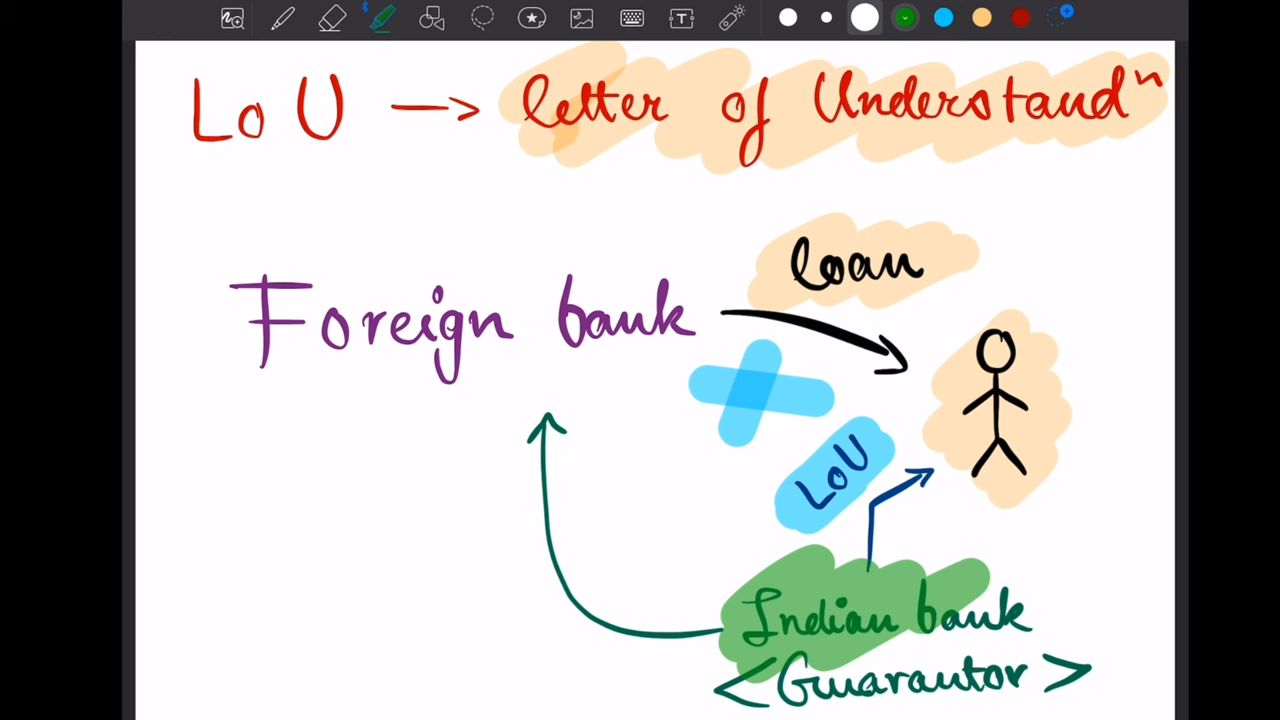 LoU → letter of Understandⁿ
loan
Foreign bank
LoU
Indian bank
<Guarantor>